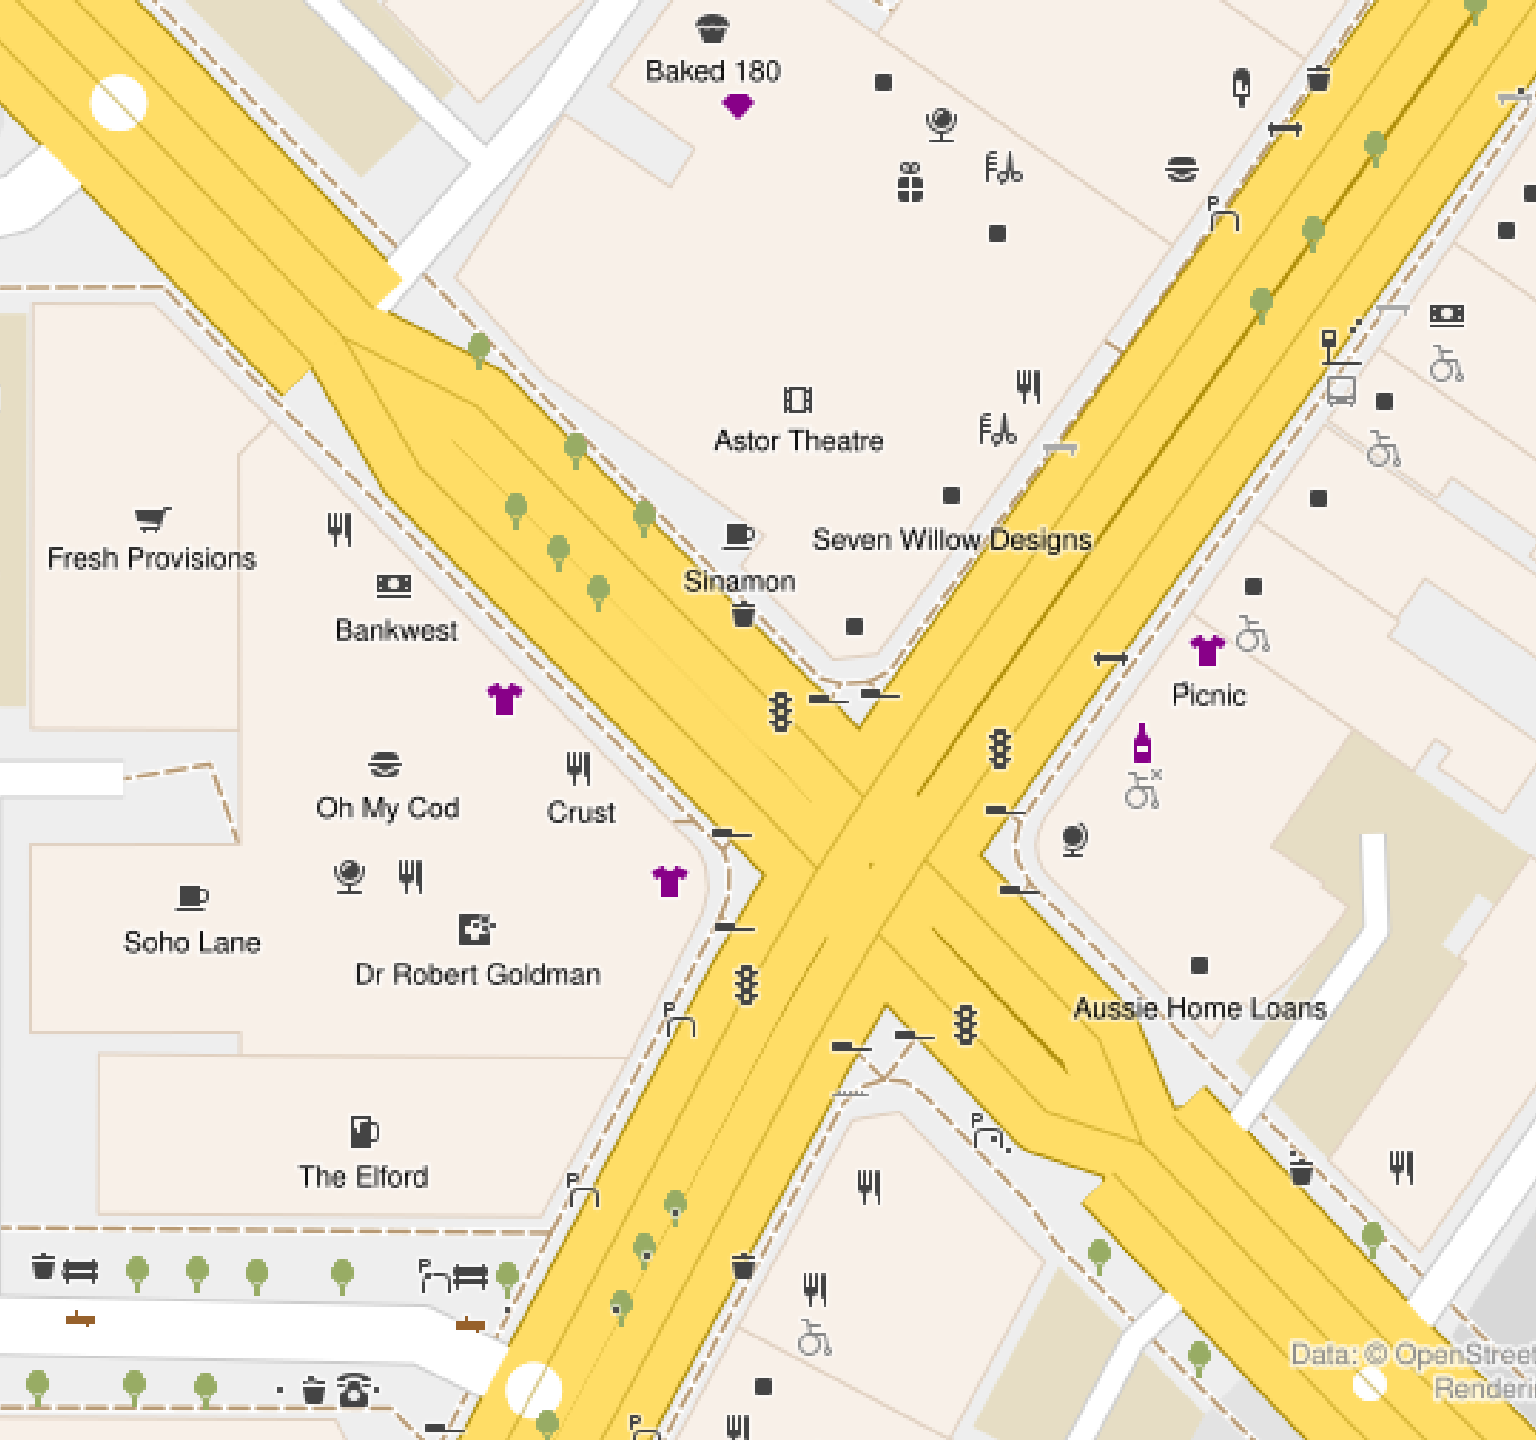 Baked 180
P
Astor Theatre
Seven Willow Designs
Fresh Provisions
Sinamon
Bankwest
Picnic
Oh My Cod
Crust
Soho Lane
Dr Robert Goldman
Aussie Home Loans
P
P
The Elford
P
P
Data: © OpenStreet
Renderi
P